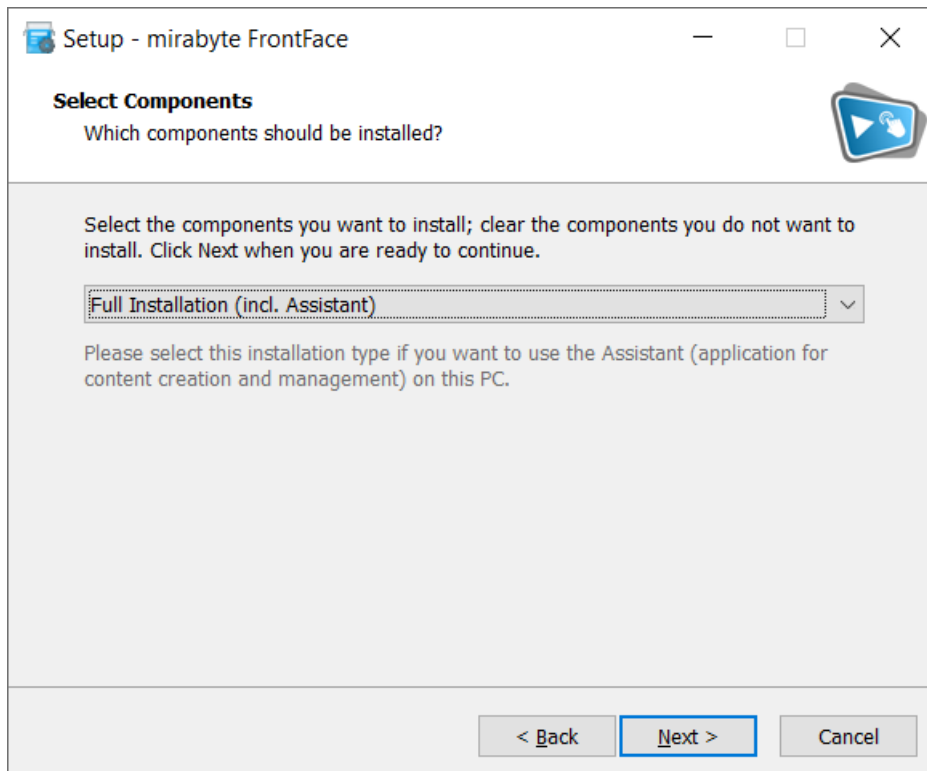 Setup - mirabyte FrontFace
Select Components
Which components should be installed?
Select the components you want to install; clear the components you do not want to
install. Click Next when you are ready to continue.
Full Installation (incl. Assistant)
Please select this installation type if you want to use the Assistant (application for
content creation and management) on this PC.
< Back
Next >
Cancel